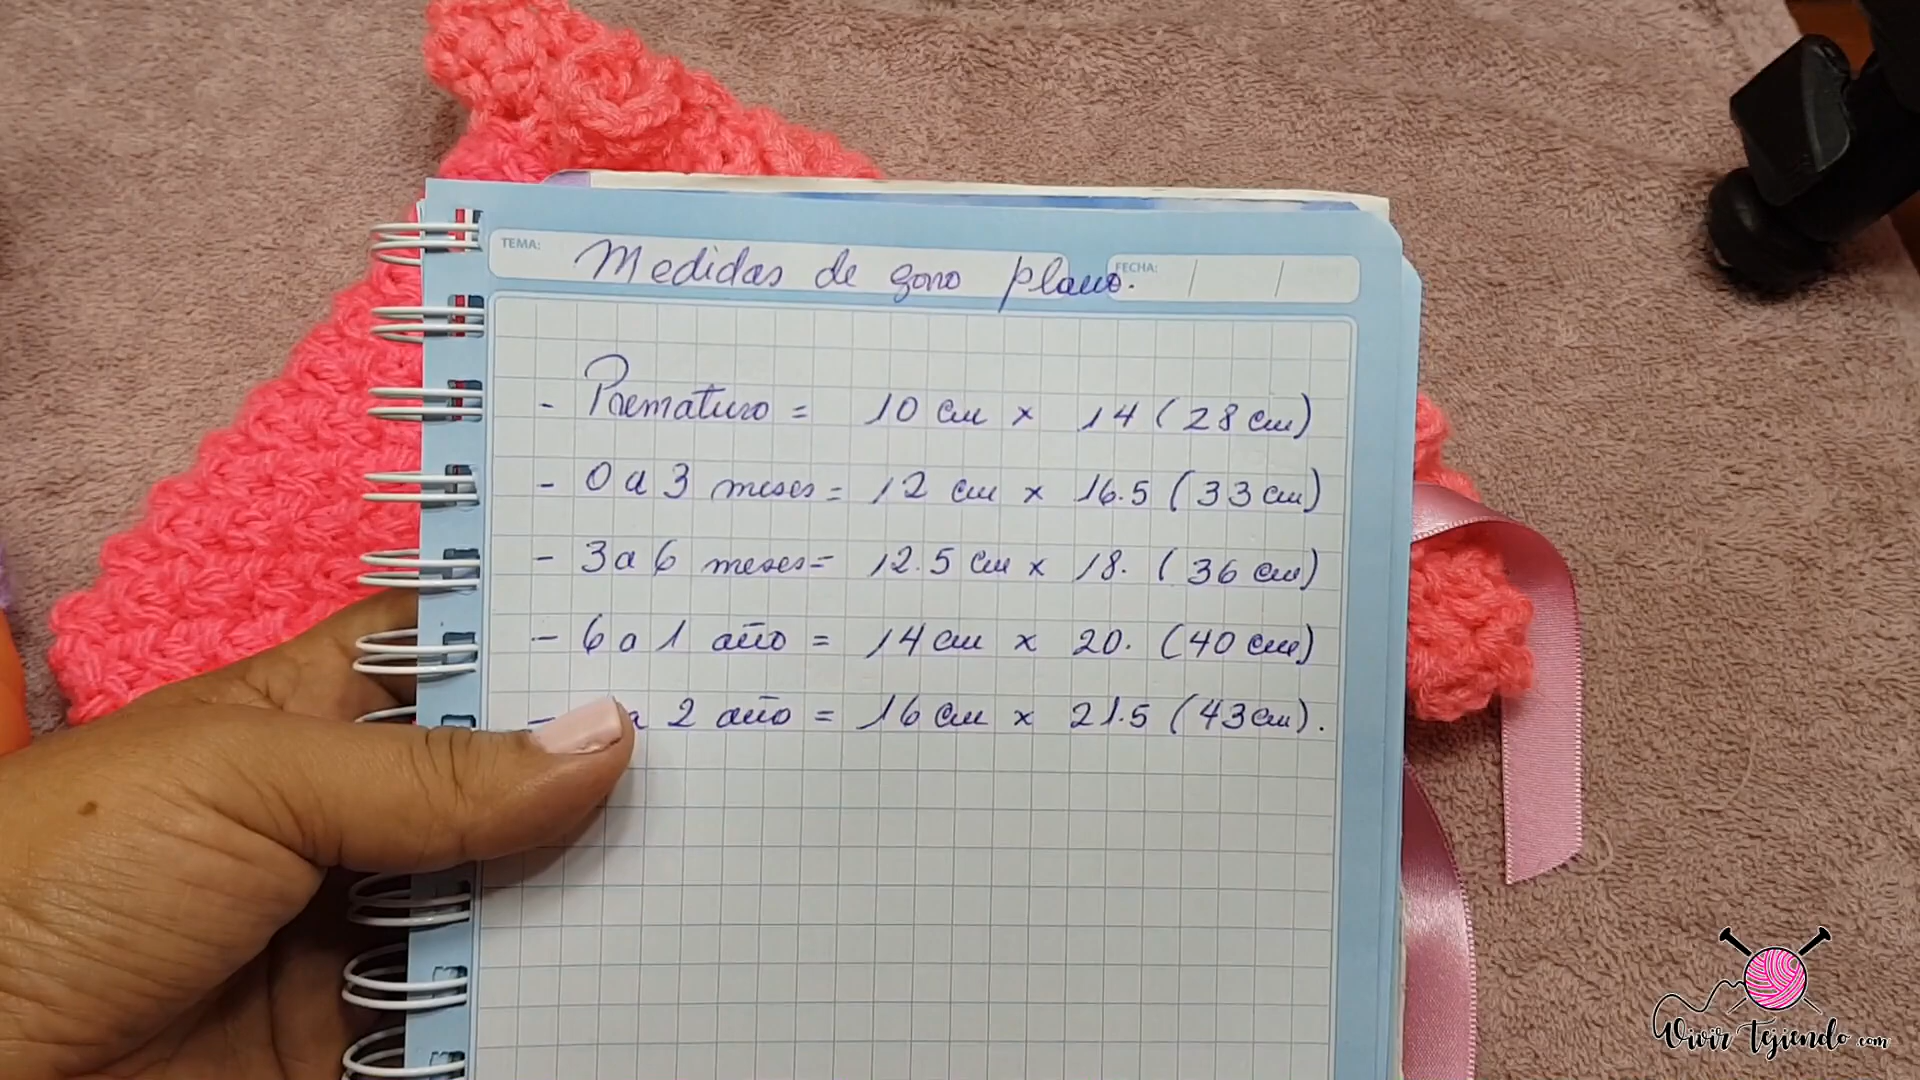 TEMA:
Medidas de gorro plano.
FECHA:
- Prematuro = 10 cm x 14 (28 cm)
- 0 a 3 meses = 12 cm x 16.5 (33 cm)
- 3 a 6 meses = 12.5 cm x 18. (36 cm)
- 6 a 1 año = 14 cm x 20. (40 cm)
- a 2 año = 16 cm x 21.5 (43 cm).
Vivir Tejiendo.com